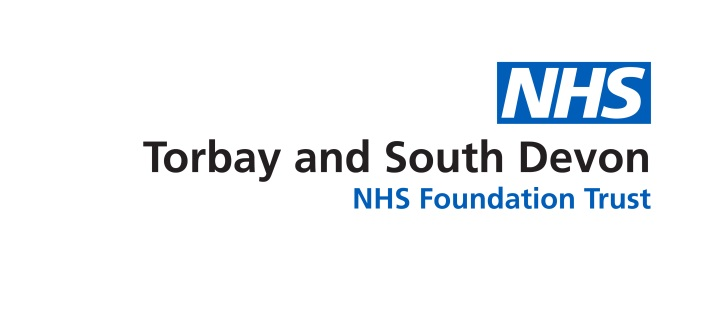 NHS
Torbay and South Devon
NHS Foundation Trust